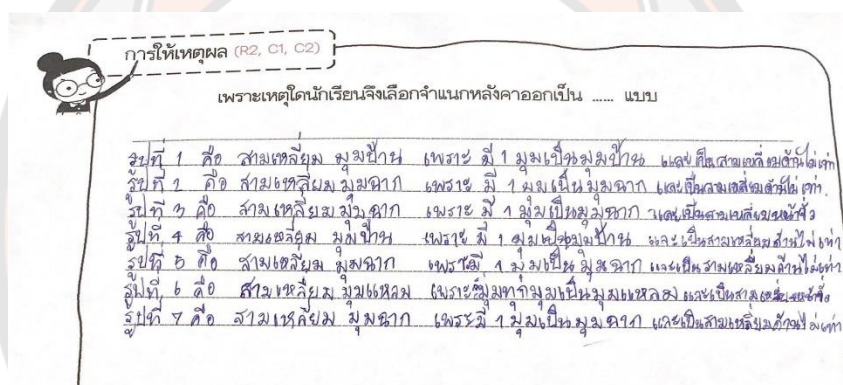 การให้เหตุผล (R2, C1, C2)
เพราะเหตุใดนักเรียนจึงเลือกจำแนกหลังคาออกเป็น ...... แบบ
รูปที่ 1 คือ สามเหลี่ยม มุมป้าน เพราะ มี 1 มุมเป็นมุมป้าน และเป็นสามเหลี่ยมด้านไม่เท่า
รูปที่ 2 คือ สามเหลี่ยมมุมฉาก เพราะ มี 1 มุมเป็นมุมฉาก และเป็นสามเหลี่ยมด้านไม่เท่า.
รูปที่ 3 คือ สามเหลี่ยมมุมฉาก เพราะ มี 1 มุมเป็นมุมฉาก และเป็นสามเหลี่ยมหน้าจั่ว
รูปที่ 4 คือ สามเหลี่ยม มุมป้าน เพราะ มี 1 มุมเป็นมุมป้าน และเป็นสามเหลี่ยมด้านไม่เท่า
รูปที่ 5 คือ สามเหลี่ยม มุมฉาก เพราะมี 1 มุมเป็นมุมฉาก และเป็นสามเหลี่ยมด้านไม่เท่า
รูปที่ 6 คือ สามเหลี่ยม มุมแหลม เพราะมุมทุกมุมเป็นมุมแหลม และเป็นสามเหลี่ยมหน้าจั่ว
รูปที่ 7 คือ สามเหลี่ยม มุมฉาก เพราะมี 1 มุมเป็นมุมฉาก และเป็นสามเหลี่ยมด้านไม่เท่า